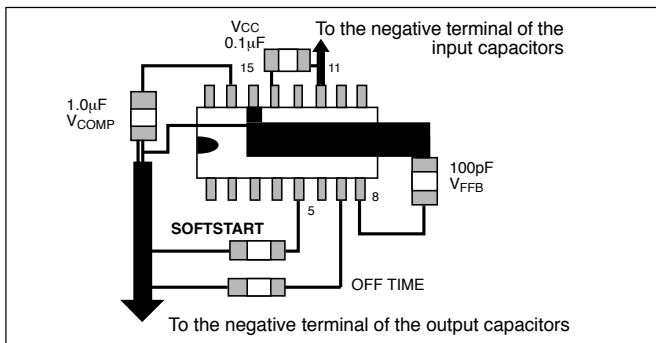 VCC
0.1µF
To the negative terminal of the
input capacitors
15
11
1.0µF
VCOMP
100pF
VFFB
5
8
SOFTSTART
OFF TIME
To the negative terminal of the output capacitors